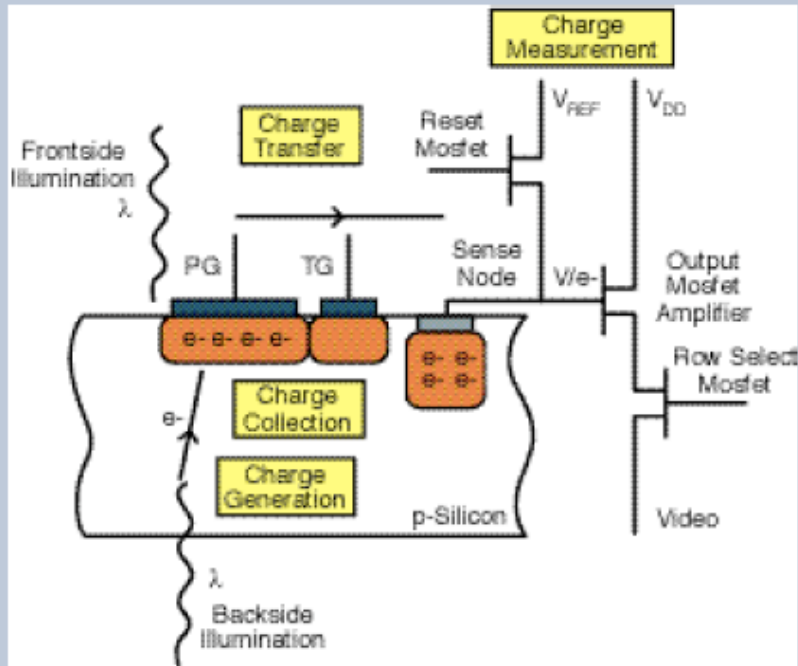 Charge
Measurement
VREF
VDD
Charge
Transfer
Reset
Mosfet
Frontside
Illumination
λ
PG
TG
Sense
Node
V/e-
Output
Mosfet
Amplifier
e- e- e- e-
e- e-
e- e-
Row Select
Mosfet
e-
Charge
Collection
Charge
Generation
p-Silicon
Video
λ
Backside
Illumination